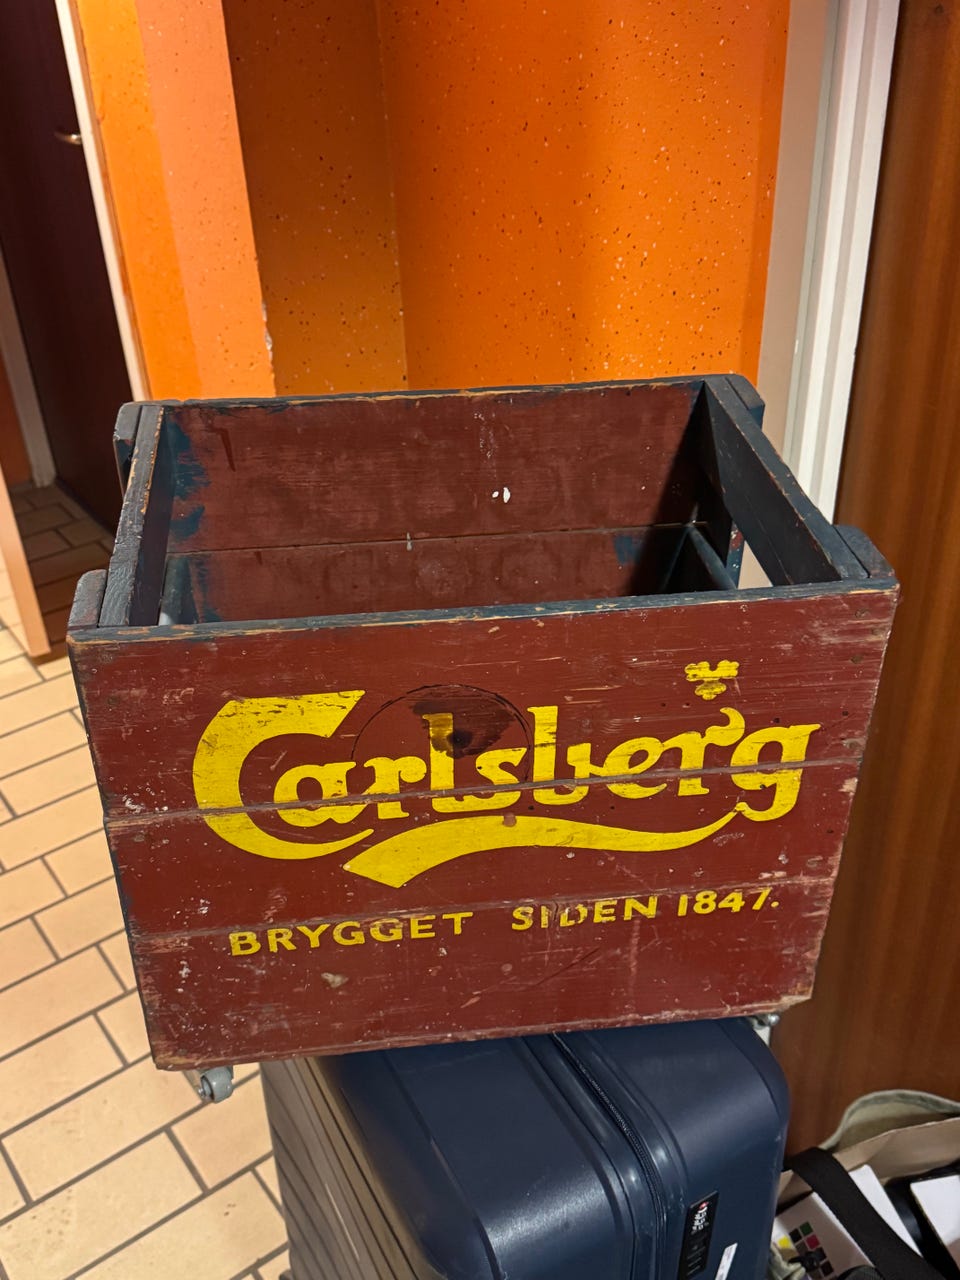 Carlsberg
BRYGGET SIDEN 1847.